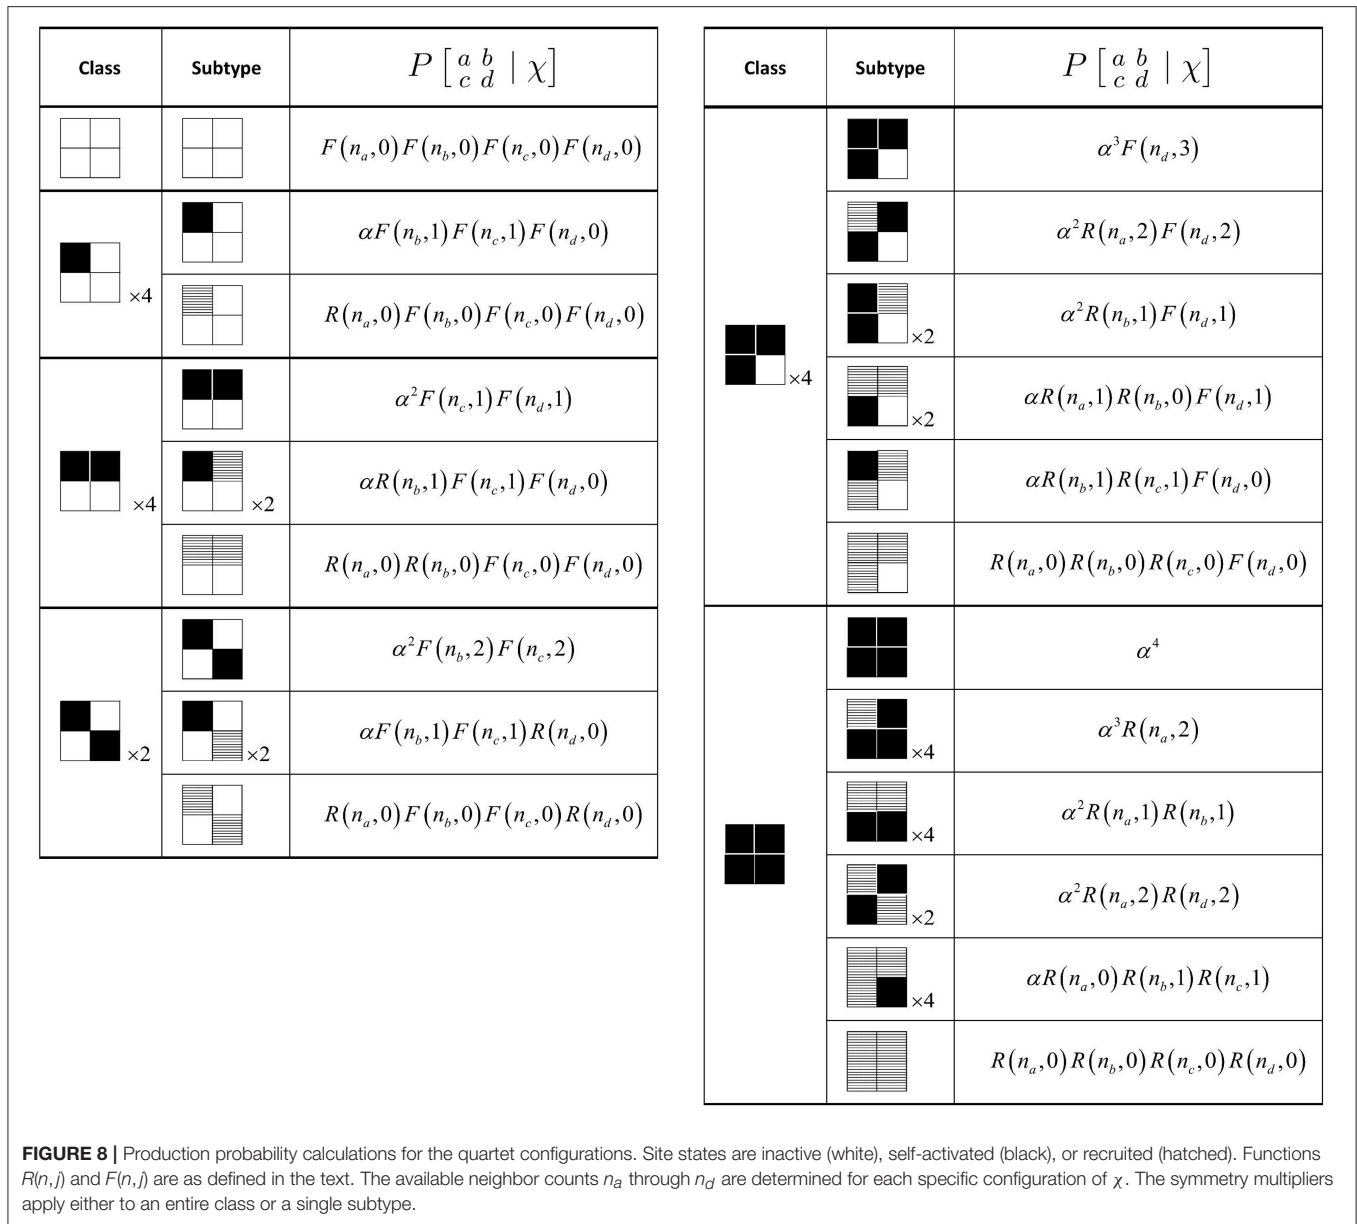 Class Subtype P [ a b | χ ]
c d
F(n_a,0)F(n_b,0)F(n_c,0)F(n_d,0)
αF(n_b,1)F(n_c,1)F(n_d,0)
×4
R(n_a,0)F(n_b,0)F(n_c,0)F(n_d,0)
α²F(n_c,1)F(n_d,1)
×4 ×2 αR(n_b,1)F(n_c,1)F(n_d,0)
R(n_a,0)R(n_b,0)F(n_c,0)F(n_d,0)
α²F(n_b,2)F(n_c,2)
×2 ×2 αF(n_b,1)F(n_c,1)R(n_d,0)
R(n_a,0)F(n_b,0)F(n_c,0)R(n_d,0)
Class Subtype P [ a b | χ ]
c d
α³F(n_d,3)
α²R(n_a,2)F(n_d,2)
×2 α²R(n_b,1)F(n_d,1)
×4
×2 αR(n_a,1)R(n_b,0)F(n_d,1)
αR(n_b,1)R(n_c,1)F(n_d,0)
R(n_a,0)R(n_b,0)R(n_c,0)F(n_d,0)
α⁴
×4 α³R(n_a,2)
×4 α²R(n_a,1)R(n_b,1)
×2 α²R(n_a,2)R(n_d,2)
×4 αR(n_a,0)R(n_b,1)R(n_c,1)
R(n_a,0)R(n_b,0)R(n_c,0)R(n_d,0)
FIGURE 8 | Production probability calculations for the quartet configurations. Site states are inactive (white), self-activated (black), or recruited (hatched). Functions
R(n, j) and F(n, j) are as defined in the text. The available neighbor counts n_a through n_d are determined for each specific configuration of χ. The symmetry multipliers
apply either to an entire class or a single subtype.